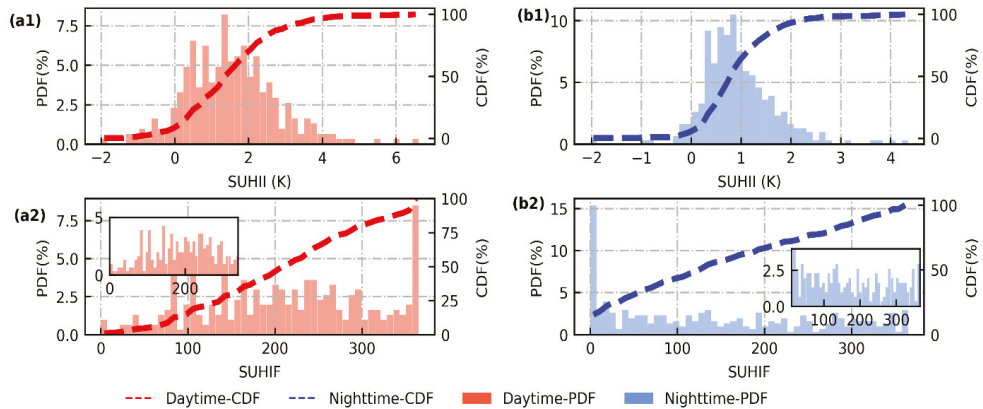 (a1)
PDF(%)
7.5
5.0
2.5
0.0
−2
0
2
4
6
SUHII (K)
100
50
0
CDF(%)
(b1)
PDF(%)
10
5
0
−2
−1
0
1
2
3
4
SUHII (K)
100
50
0
CDF(%)
(a2)
PDF(%)
7.5
5.0
2.5
0.0
5
0
0
200
0
100
200
300
SUHIF
100
75
50
25
0
CDF(%)
(b2)
PDF(%)
15
10
5
0
2.5
0.0
100
200
300
0
100
200
300
SUHIF
100
50
0
CDF(%)
Daytime-CDF
Nighttime-CDF
Daytime-PDF
Nighttime-PDF